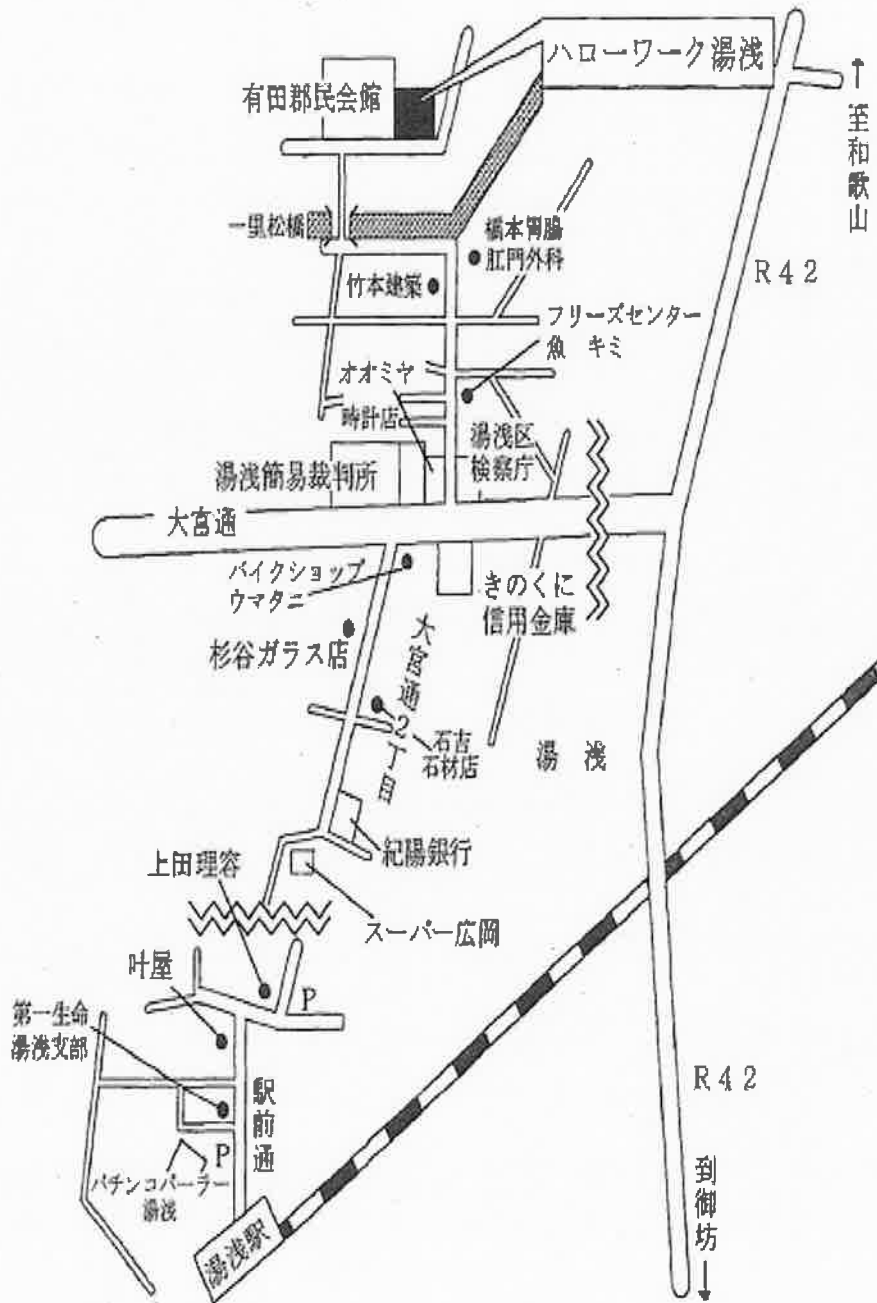 ハローワーク湯浅
有田郡民会館
↑至和歌山
一里松橋
橋本胃腸
肛門外科
R42
竹本建築
フリーズセンター
魚 キミ
オオミヤ
時計店
湯浅区
検察庁
湯浅簡易裁判所
大宮通
バイクショップ
ウマタニ
きのくに
信用金庫
杉谷ガラス店
大宮通2丁目
石吉
石材店
湯浅
紀陽銀行
上田理容
スーパー広岡
叶屋
P
第一生命
湯浅支部
駅前通
R42
P
パチンコパーラー
湯浅
到御坊↓
湯浅駅